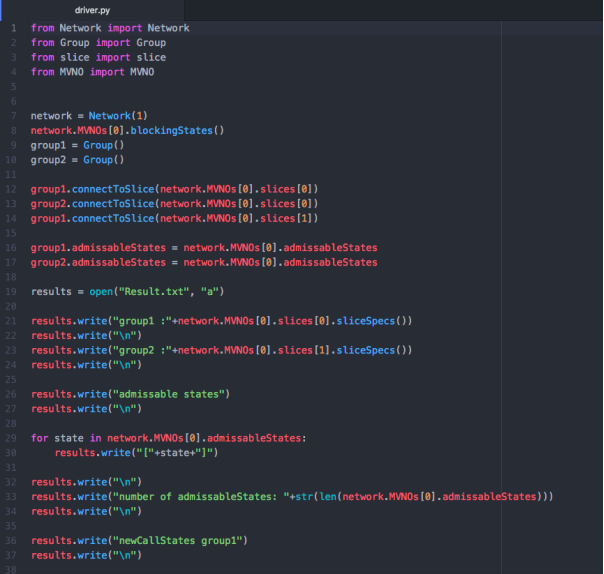 driver.py
1 from Network import Network
2 from Group import Group
3 from slice import slice
4 from MVNO import MVNO
5
6
7 network = Network(1)
8 network.MVNOs[0].blockingStates()
9 group1 = Group()
10 group2 = Group()
11
12 group1.connectToSlice(network.MVNOs[0].slices[0])
13 group2.connectToSlice(network.MVNOs[0].slices[0])
14 group1.connectToSlice(network.MVNOs[0].slices[1])
15
16 group1.admissableStates = network.MVNOs[0].admissableStates
17 group2.admissableStates = network.MVNOs[0].admissableStates
18
19 results = open("Result.txt", "a")
20
21 results.write("group1 :"+network.MVNOs[0].slices[0].sliceSpecs())
22 results.write("\n")
23 results.write("group2 :"+network.MVNOs[0].slices[1].sliceSpecs())
24 results.write("\n")
25
26 results.write("admissable states")
27 results.write("\n")
28
29 for state in network.MVNOs[0].admissableStates:
30     results.write("["+state+"]")
31
32 results.write("\n")
33 results.write("number of admissableStates: "+str(len(network.MVNOs[0].admissableStates)))
34 results.write("\n")
35
36 results.write("newCallStates group1")
37 results.write("\n")
38